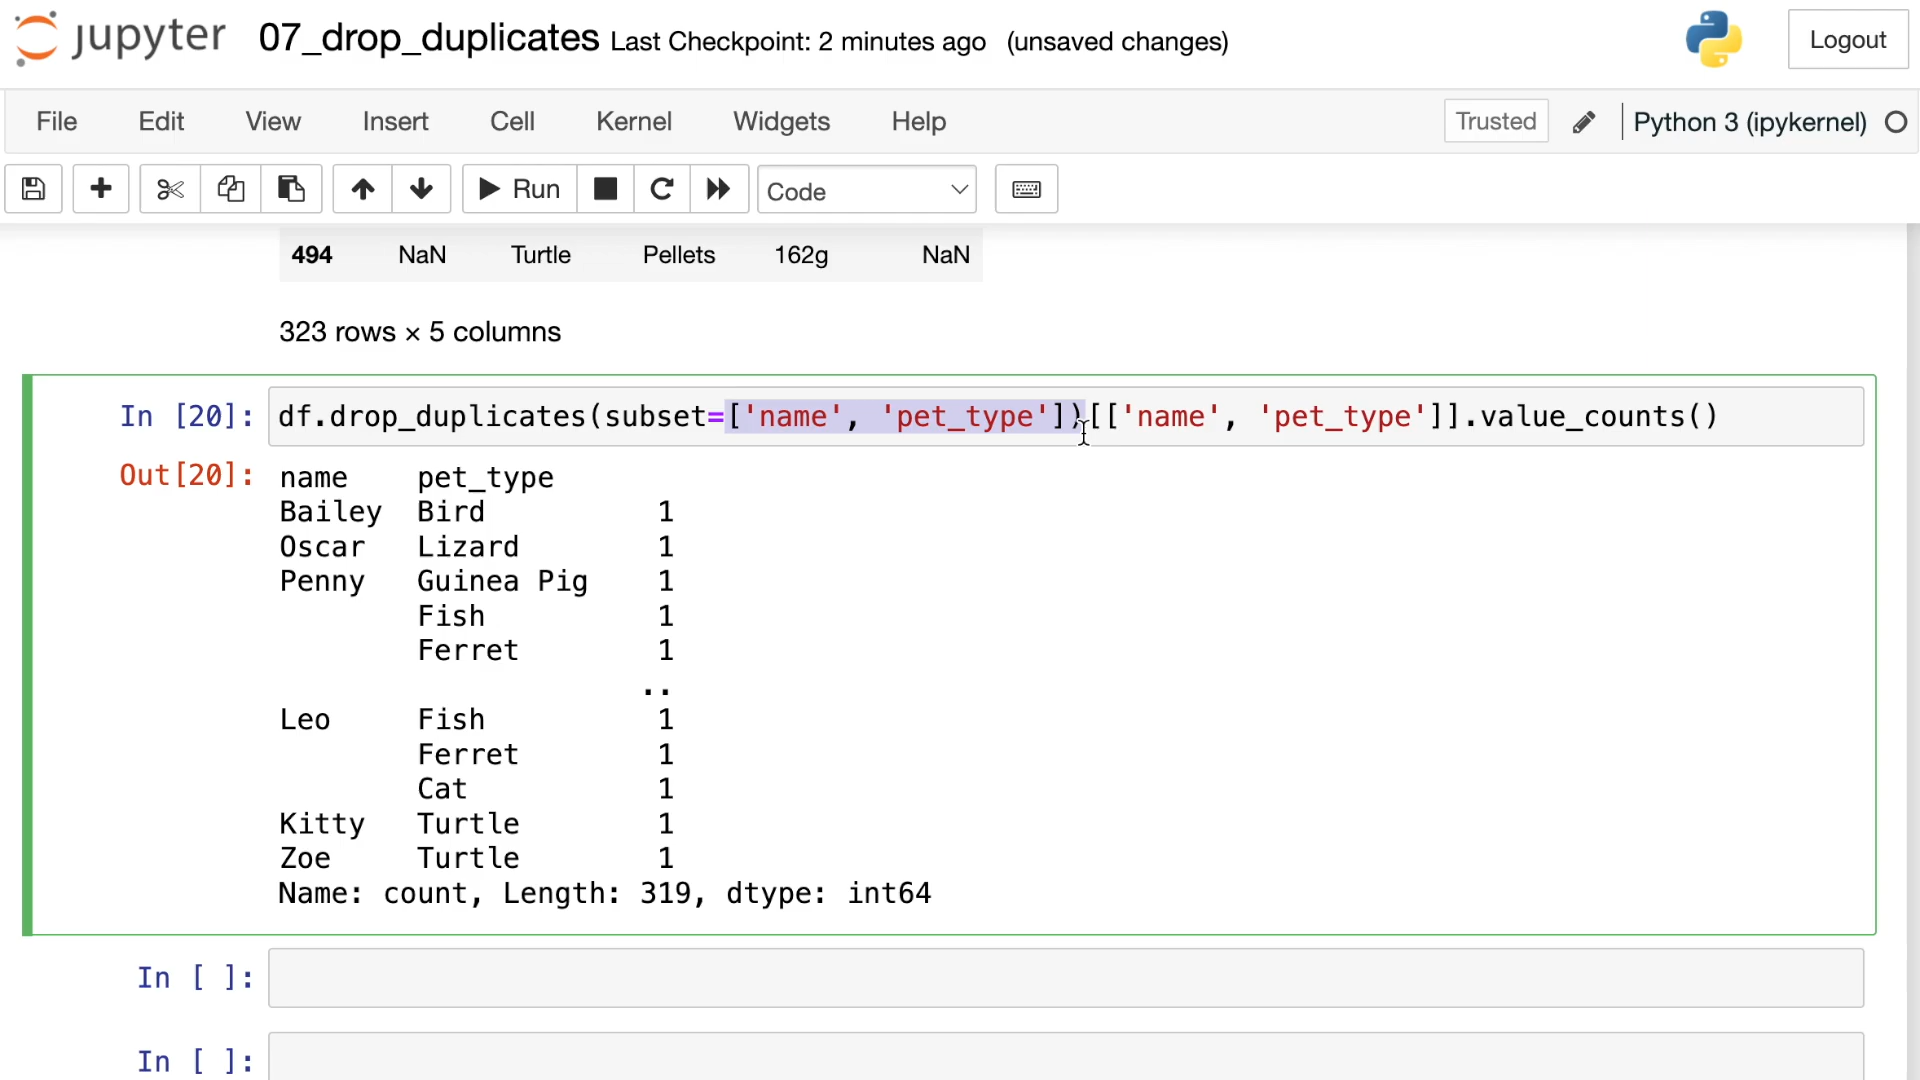 jupyter 07_drop_duplicates Last Checkpoint: 2 minutes ago (unsaved changes) Logout
File Edit View Insert Cell Kernel Widgets Help Trusted Python 3 (ipykernel)
Run Code
494 NaN Turtle Pellets 162g NaN
323 rows × 5 columns
In [20]: df.drop_duplicates(subset=['name', 'pet_type'])[['name', 'pet_type']].value_counts()
Out[20]: name pet_type
Bailey Bird 1
Oscar Lizard 1
Penny Guinea Pig 1
Fish 1
Ferret 1
..
Leo Fish 1
Ferret 1
Cat 1
Kitty Turtle 1
Zoe Turtle 1
Name: count, Length: 319, dtype: int64
In [ ]:
In [ ]: